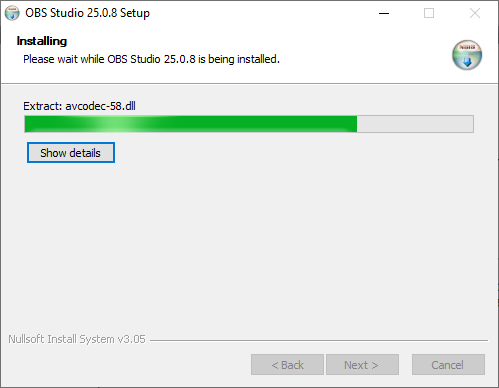 OBS Studio 25.0.8 Setup
Installing
Please wait while OBS Studio 25.0.8 is being installed.
Extract: avcodec-58.dll
Show details
Nullsoft Install System v3.05
< Back
Next >
Cancel